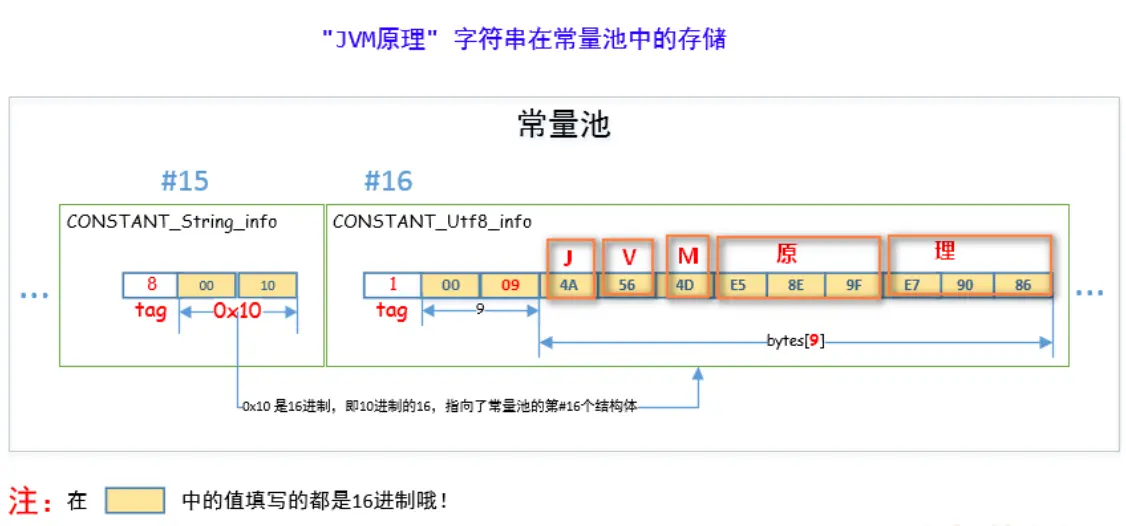 "JVM原理" 字符串在常量池中的存储
常量池
#15 #16
CONSTANT_String_info CONSTANT_Utf8_info
J V M 原 理
... 8 00 10 1 00 09 4A 56 4D E5 8E 9F E7 90 86 ...
tag 0x10 tag 9
bytes[9]
0x10 是16进制，即10进制的16，指向了常量池的第#16个结构体
注：在 中的值填写的都是16进制哦！